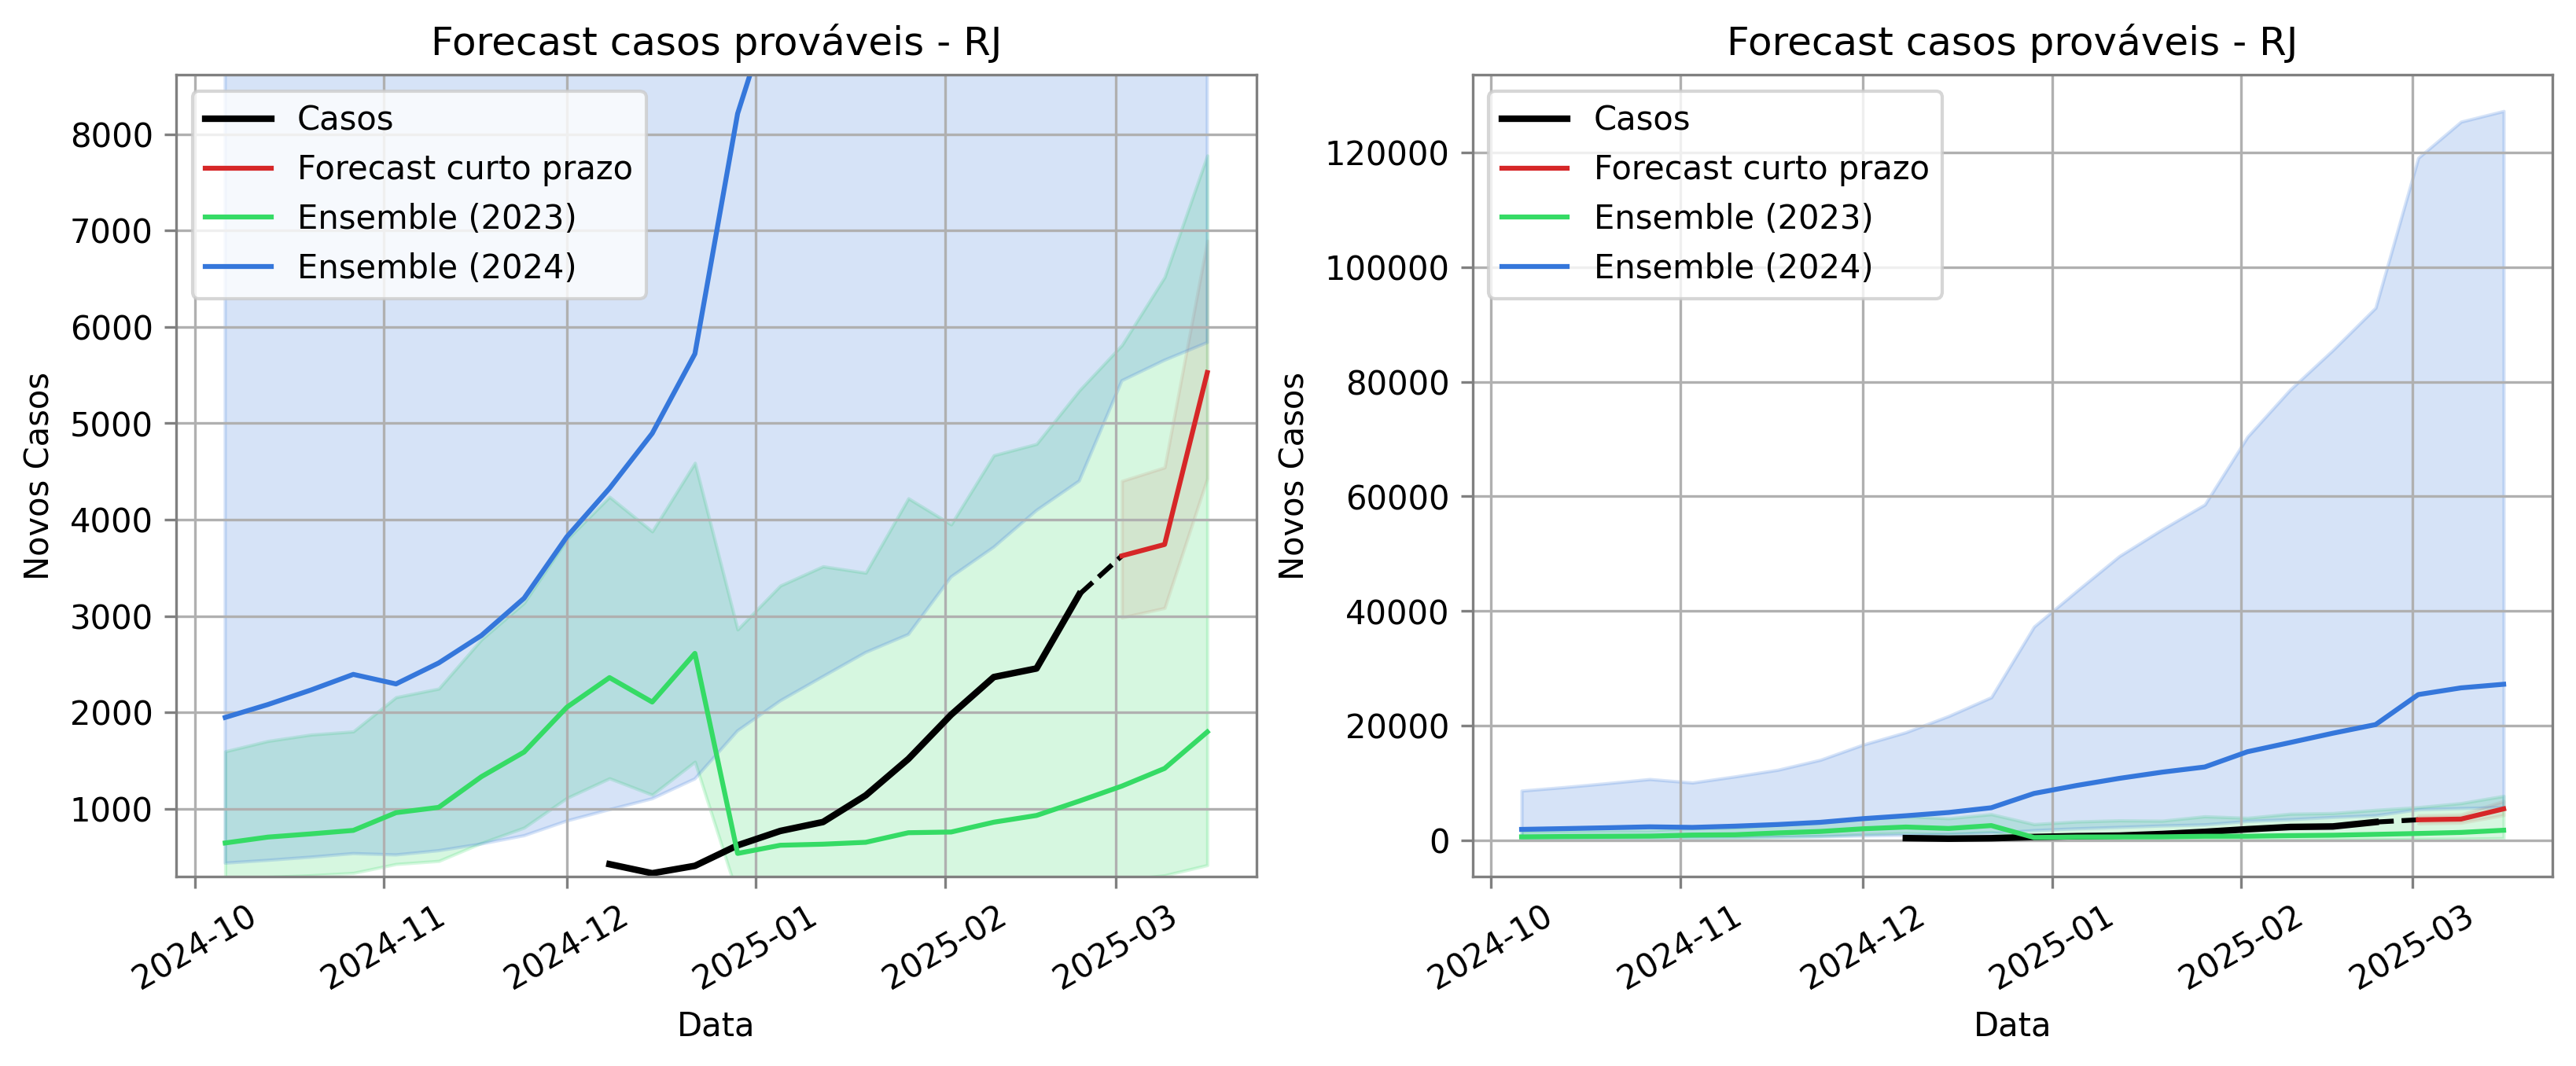 Forecast casos prováveis - RJ
Casos
Forecast curto prazo
Ensemble (2023)
Ensemble (2024)
8000
7000
6000
5000
4000
3000
2000
1000
Novos Casos
2024-10
2024-11
2024-12
2025-01
2025-02
2025-03
Data
Forecast casos prováveis - RJ
Casos
Forecast curto prazo
Ensemble (2023)
Ensemble (2024)
120000
100000
80000
60000
40000
20000
0
Novos Casos
2024-10
2024-11
2024-12
2025-01
2025-02
2025-03
Data